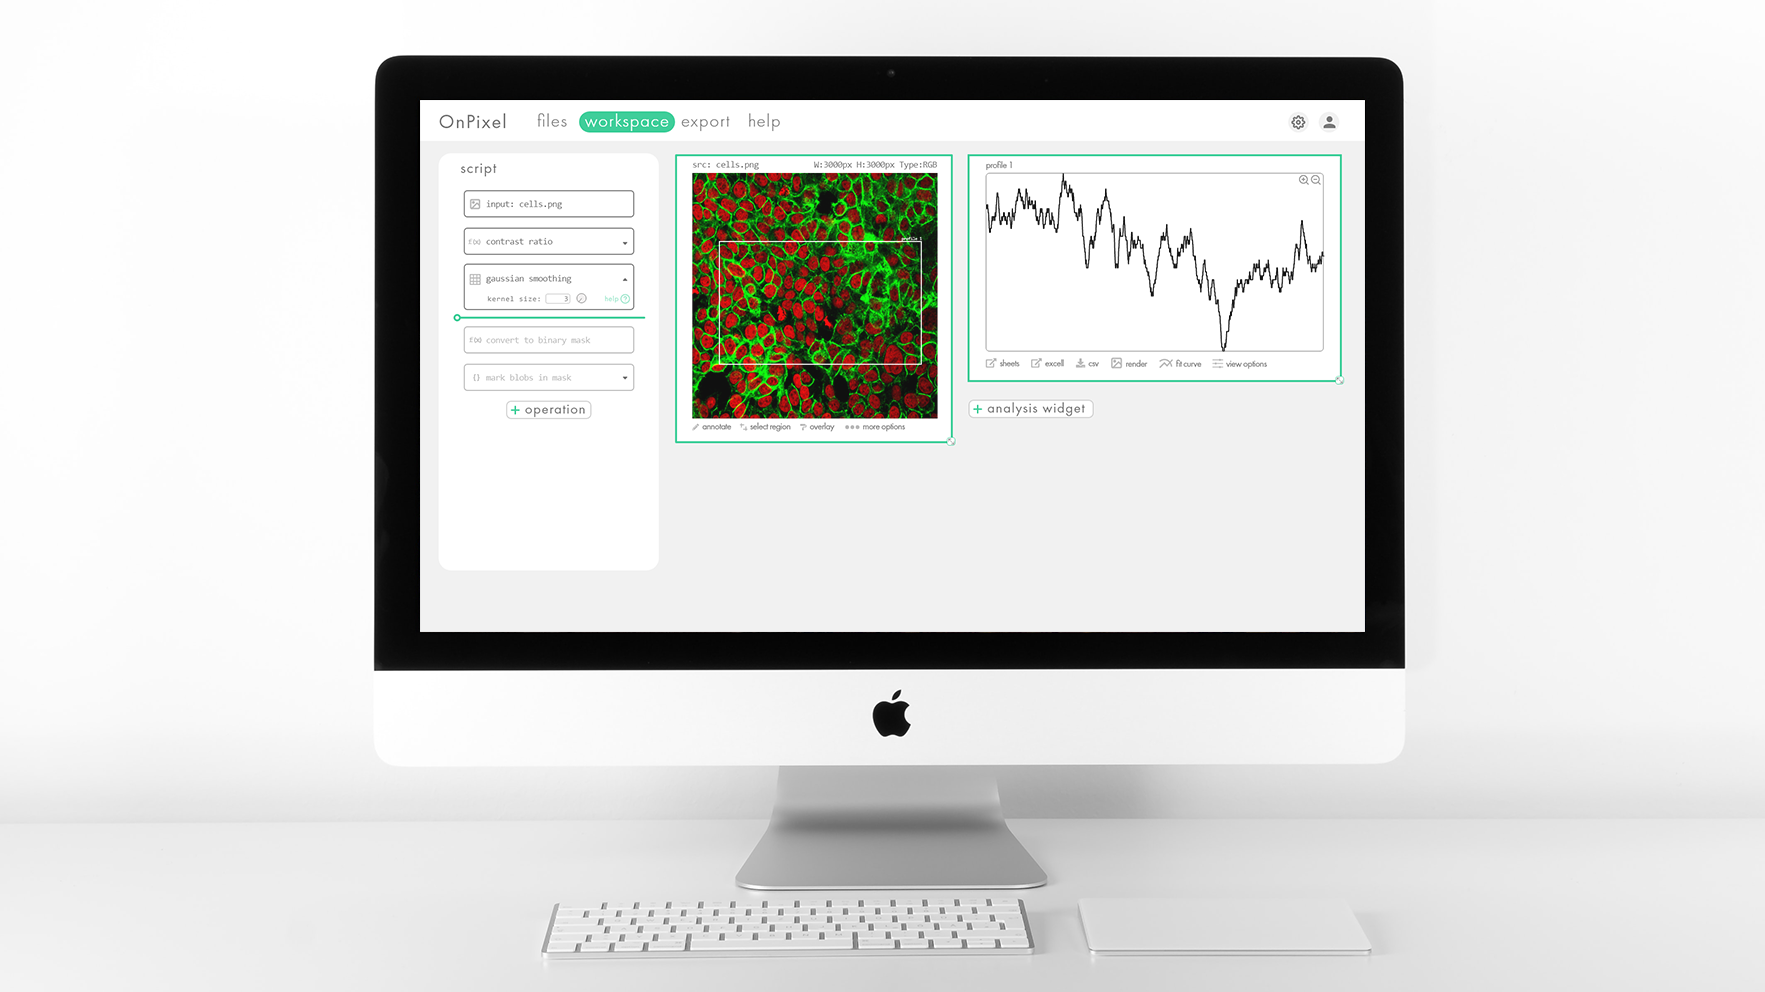 OnPixel files workspace export help
script
input: cells.png
f(x) contrast ratio
gaussian smoothing
kernel size: 3 help ?
f(x) convert to binary mask
{} mark blobs in mask
+ operation
src: cells.png W:3000px H:3000px Type:RGB
profile 1
annotate select region overlay more options
profile 1
sheets excell csv render fit curve view options
+ analysis widget